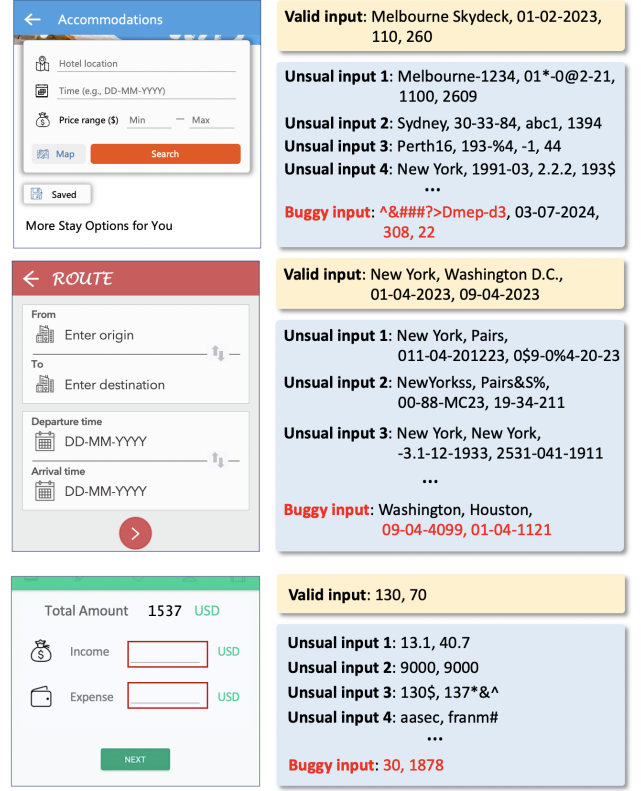 Accommodations
Hotel location
Time (e.g., DD-MM-YYYY)
Price range ($) Min — Max
Map Search
Saved
More Stay Options for You
Valid input: Melbourne Skydeck, 01-02-2023,
110, 260
Unsual input 1: Melbourne-1234, 01*-0@2-21,
1100, 2609
Unsual input 2: Sydney, 30-33-84, abc1, 1394
Unsual input 3: Perth16, 193-%4, -1, 44
Unsual input 4: New York, 1991-03, 2.2.2, 193$
...
Buggy input: ^&###?>Dmep-d3, 03-07-2024,
308, 22
ROUTE
From
Enter origin
To
Enter destination
Departure time
DD-MM-YYYY
Arrival time
DD-MM-YYYY
Valid input: New York, Washington D.C.,
01-04-2023, 09-04-2023
Unsual input 1: New York, Pairs,
011-04-201223, 0$9-0%4-20-23
Unsual input 2: NewYorkss, Pairs&S%,
00-88-MC23, 19-34-211
Unsual input 3: New York, New York,
-3.1-12-1933, 2531-041-1911
...
Buggy input: Washington, Houston,
09-04-4099, 01-04-1121
Total Amount 1537 USD
Income USD
Expense USD
NEXT
Valid input: 130, 70
Unsual input 1: 13.1, 40.7
Unsual input 2: 9000, 9000
Unsual input 3: 130$, 137*&^
Unsual input 4: aasec, franm#
...
Buggy input: 30, 1878